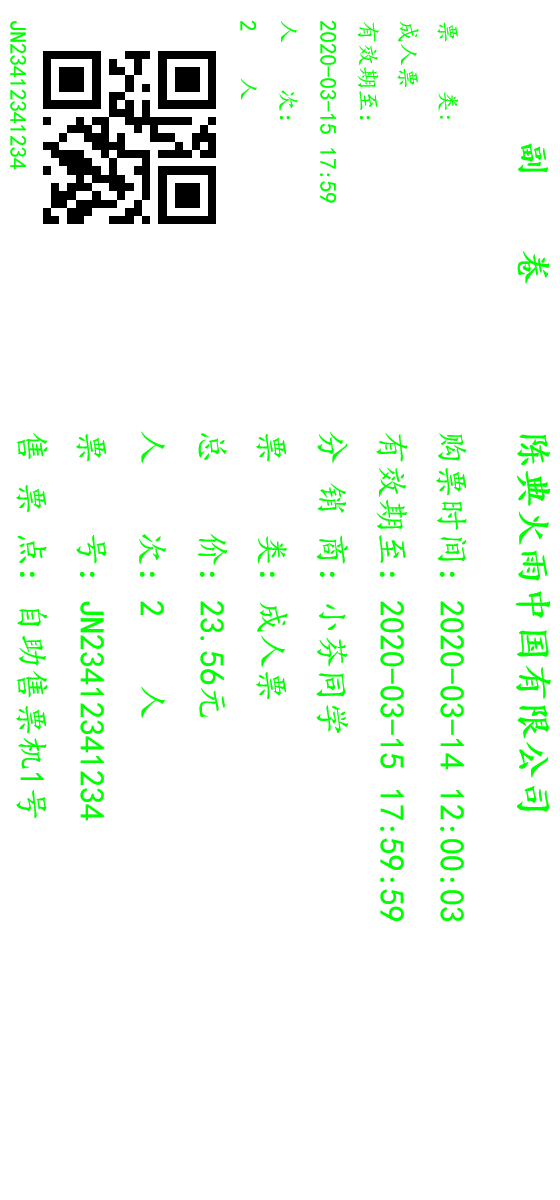 副 卷
票 类:
成人票
有效期至:
2020-03-15 17:59
人 次:
2 人
JN23412341234
陈典火雨中国有限公司
购票时间: 2020-03-14 12:00:03
有效期至: 2020-03-15 17:59:59
分 销 商: 小芬同学
票 类: 成人票
总 价: 23.56元
人 次: 2 人
票 号: JN23412341234
售 票 点: 自助售票机1号